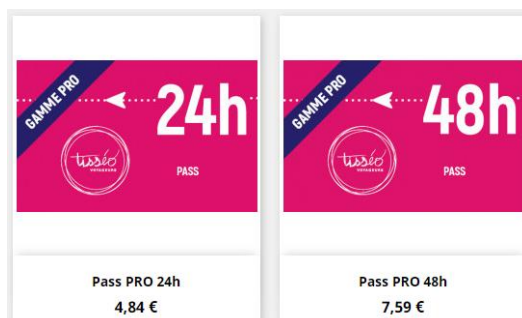 GAMME PRO
24h
tisséo
VOYAGEURS
PASS
Pass PRO 24h
4,84 €
GAMME PRO
48h
tisséo
VOYAGEURS
PASS
Pass PRO 48h
7,59 €